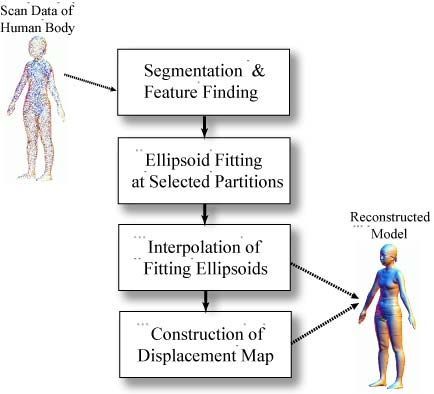 Scan Data of
Human Body
Segmentation &
Feature Finding
Ellipsoid Fitting
at Selected Partitions
Interpolation of
Fitting Ellipsoids
Construction of
Displacement Map
Reconstructed
Model